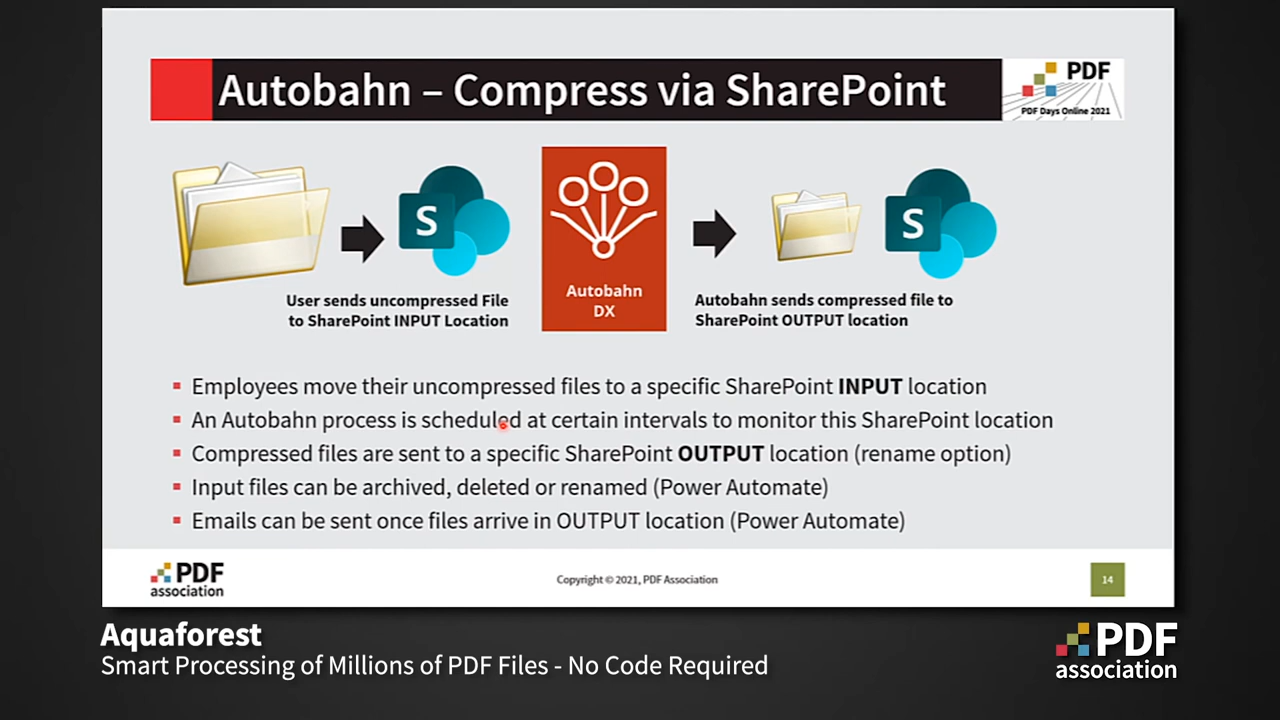 Autobahn – Compress via SharePoint
PDF
PDF Days Online 2021
S
S
Autobahn
DX
User sends uncompressed File
to SharePoint INPUT Location
Autobahn sends compressed file to
SharePoint OUTPUT location
Employees move their uncompressed files to a specific SharePoint INPUT location
An Autobahn process is scheduled at certain intervals to monitor this SharePoint location
Compressed files are sent to a specific SharePoint OUTPUT location (rename option)
Input files can be archived, deleted or renamed (Power Automate)
Emails can be sent once files arrive in OUTPUT location (Power Automate)
PDF
association
Copyright © 2021, PDF Association
14
Aquaforest
Smart Processing of Millions of PDF Files - No Code Required
PDF
association